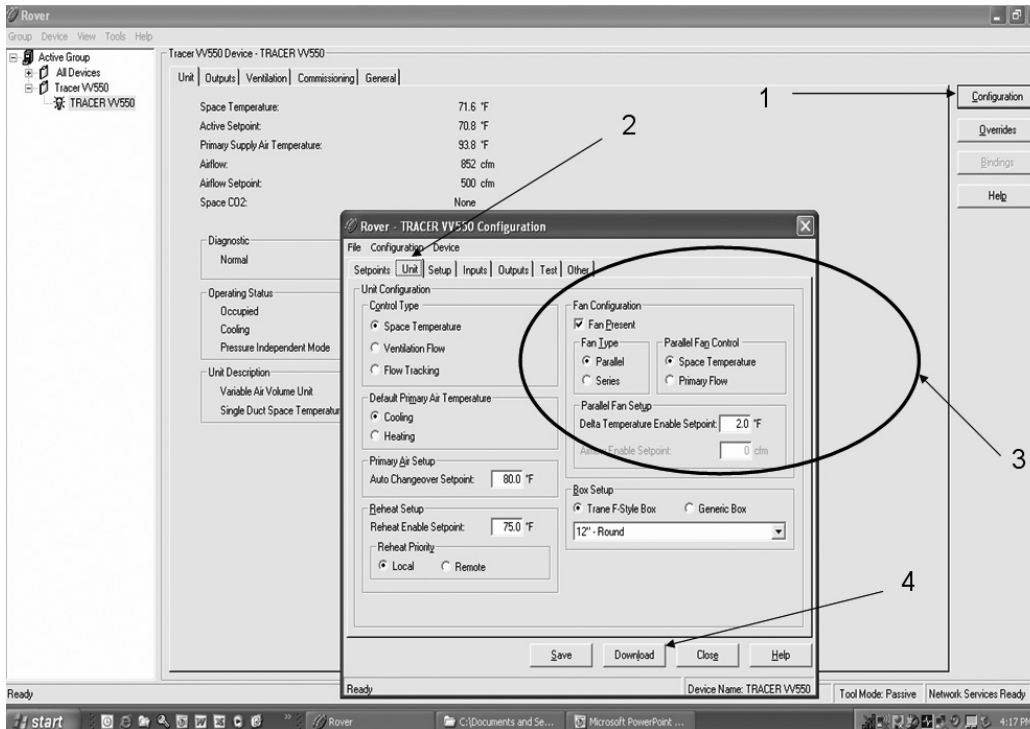 Rover
Group Device View Tools Help
Active Group
All Devices
Tracer VV550
TRACER VV550
Tracer VV550 Device - TRACER VV550
Unit Outputs Ventilation Commissioning General
Space Temperature: 71.6 °F
Active Setpoint: 70.8 °F
Primary Supply Air Temperature: 93.8 °F
Airflow: 852 cfm
Airflow Setpoint: 500 cfm
Space CO2: None
Diagnostic
Normal
Operating Status
Occupied
Cooling
Pressure Independent Mode
Unit Description
Variable Air Volume Unit
Single Duct Space Temperatur
1
Configuration
Overrides
Bindings
Help
2
Rover - TRACER VV550 Configuration
File Configuration Device
Setpoints Unit Setup Inputs Outputs Test Other
Unit Configuration
Control Type
Space Temperature
Ventilation Flow
Flow Tracking
Default Primary Air Temperature
Cooling
Heating
Primary Air Setup
Auto Changeover Setpoint: 80.0 °F
Reheat Setup
Reheat Enable Setpoint: 75.0 °F
Reheat Priority
Local Remote
Fan Configuration
Fan Present
Fan Type
Parallel
Series
Parallel Fan Control
Space Temperature
Primary Flow
Parallel Fan Setup
Delta Temperature Enable Setpoint: 2.0 °F
Airflow Enable Setpoint: 0 cfm
Box Setup
Trane F-Style Box Generic Box
12" - Round
3
4
Save Download Close Help
Ready Device Name: TRACER VV550
Ready Tool Mode: Passive Network Services Ready
start Rover C:\Documents and Se... Microsoft PowerPoint ... 4:17 PM